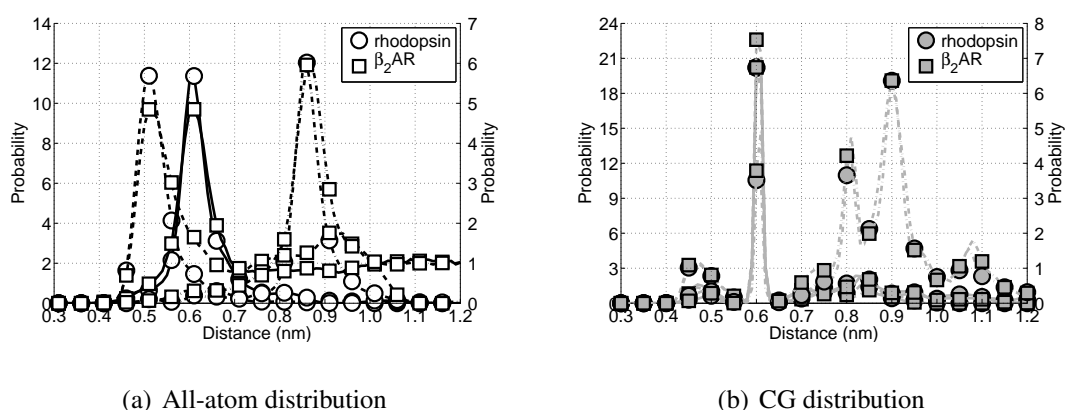 14
12
10
8
6
4
2
0
Probability
7
6
5
4
3
2
1
0
Probability
0.3 0.4 0.5 0.6 0.7 0.8 0.9 1.0 1.1 1.2
Distance (nm)
rhodopsin
β₂AR
(a) All-atom distribution
24
21
18
15
12
9
6
3
0
Probability
8
7
6
5
4
3
2
1
0
Probability
0.3 0.4 0.5 0.6 0.7 0.8 0.9 1.0 1.1 1.2
Distance (nm)
rhodopsin
β₂AR
(b) CG distribution